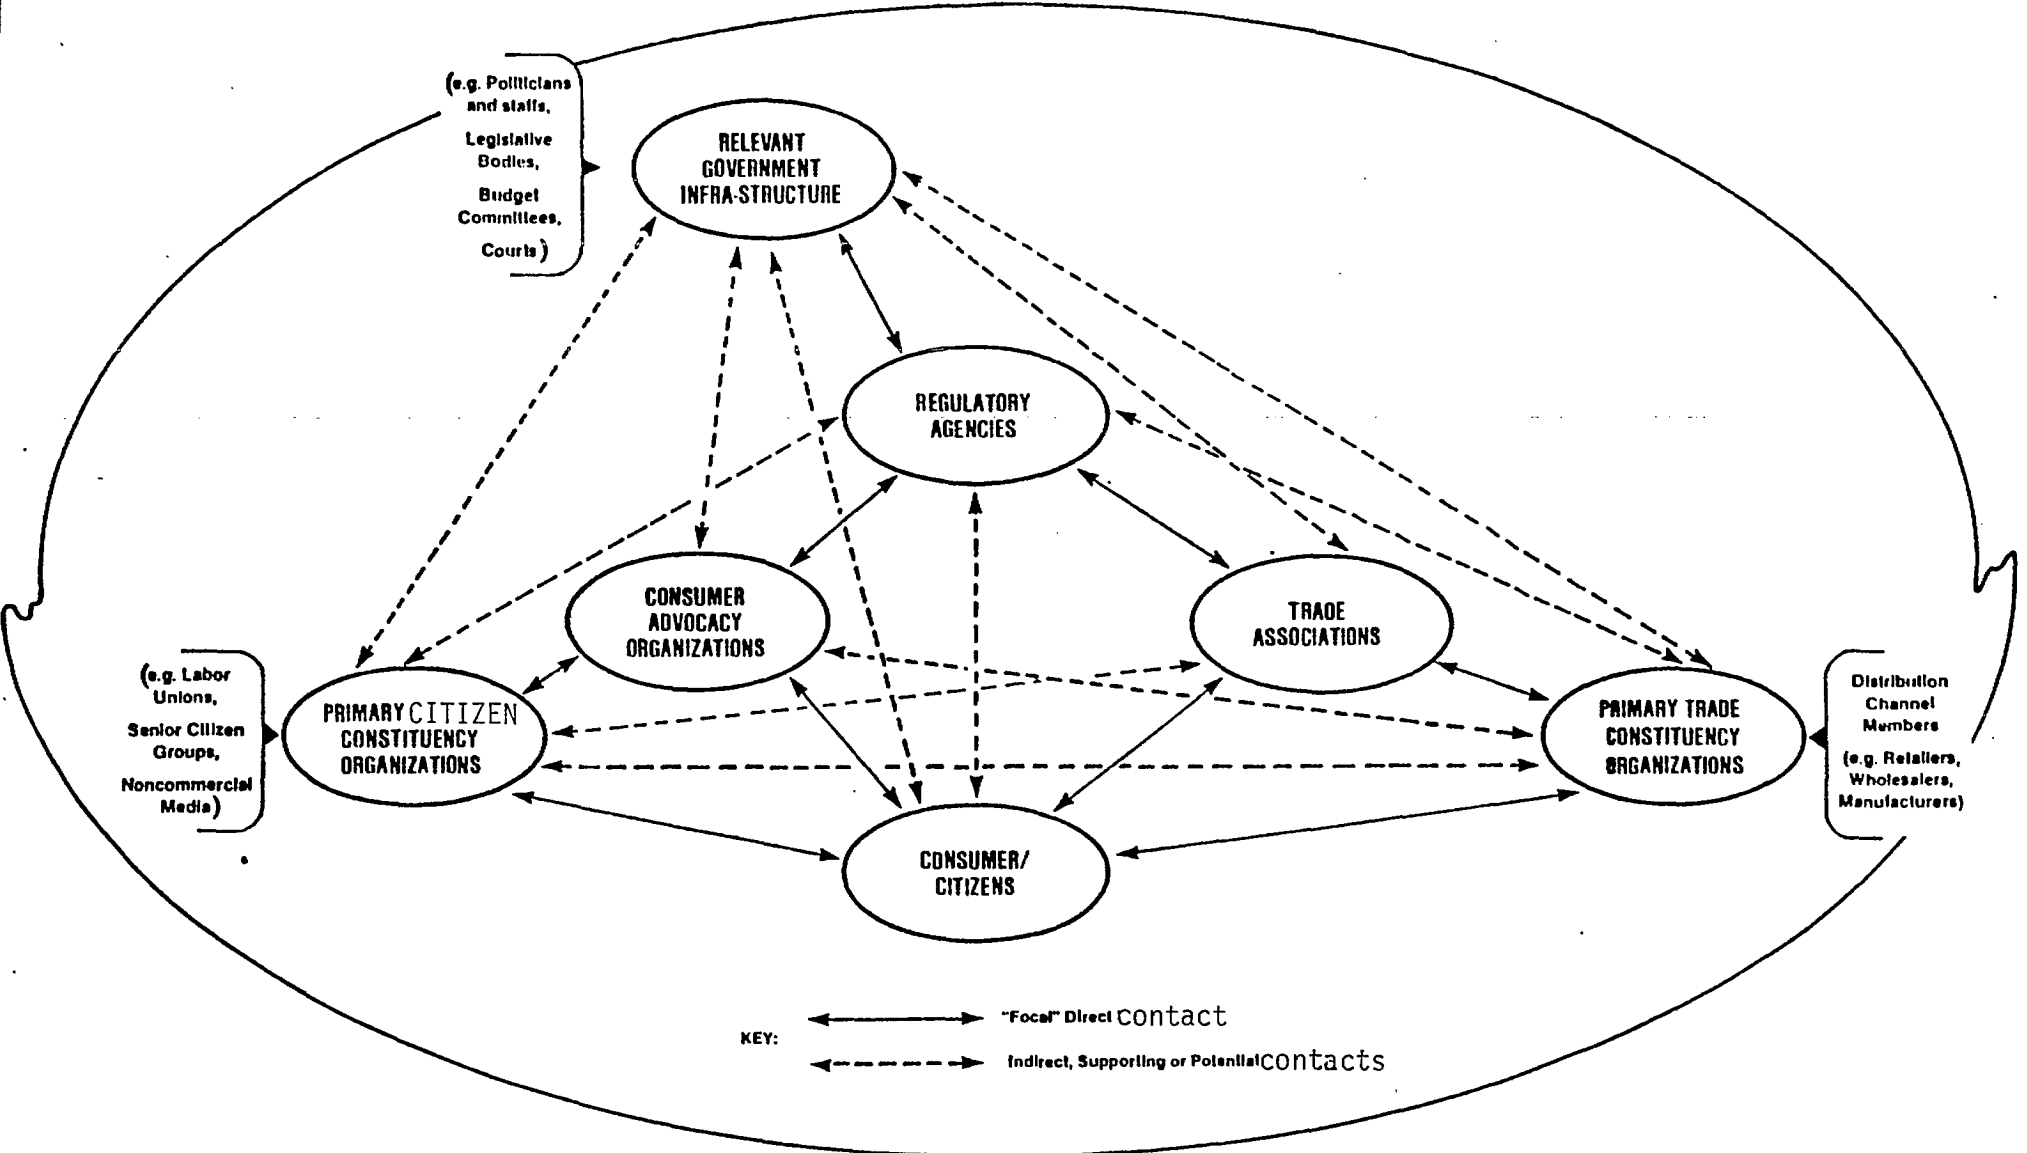 (e.g. Politicians
and staffs,
Legislative
Bodies,
Budget
Committees,
Courts)
RELEVANT
GOVERNMENT
INFRA-STRUCTURE
REGULATORY
AGENCIES
CONSUMER
ADVOCACY
ORGANIZATIONS
TRADE
ASSOCIATIONS
(e.g. Labor
Unions,
Senior Citizen
Groups,
Noncommercial
Media)
PRIMARY CITIZEN
CONSTITUENCY
ORGANIZATIONS
PRIMARY TRADE
CONSTITUENCY
ORGANIZATIONS
Distribution
Channel
Members
(e.g. Retailers,
Wholesalers,
Manufacturers)
CONSUMER/
CITIZENS
KEY:
"Focal" Direct contact
Indirect, Supporting or Potential contacts